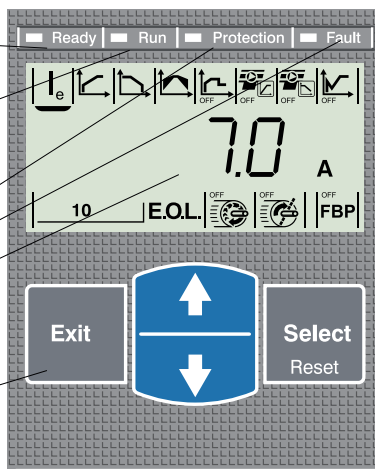 Ready Run Protection Fault
Ie OFF OFF OFF OFF
7.0 A
10 E.O.L. OFF OFF OFF FBP
Exit Select
Reset